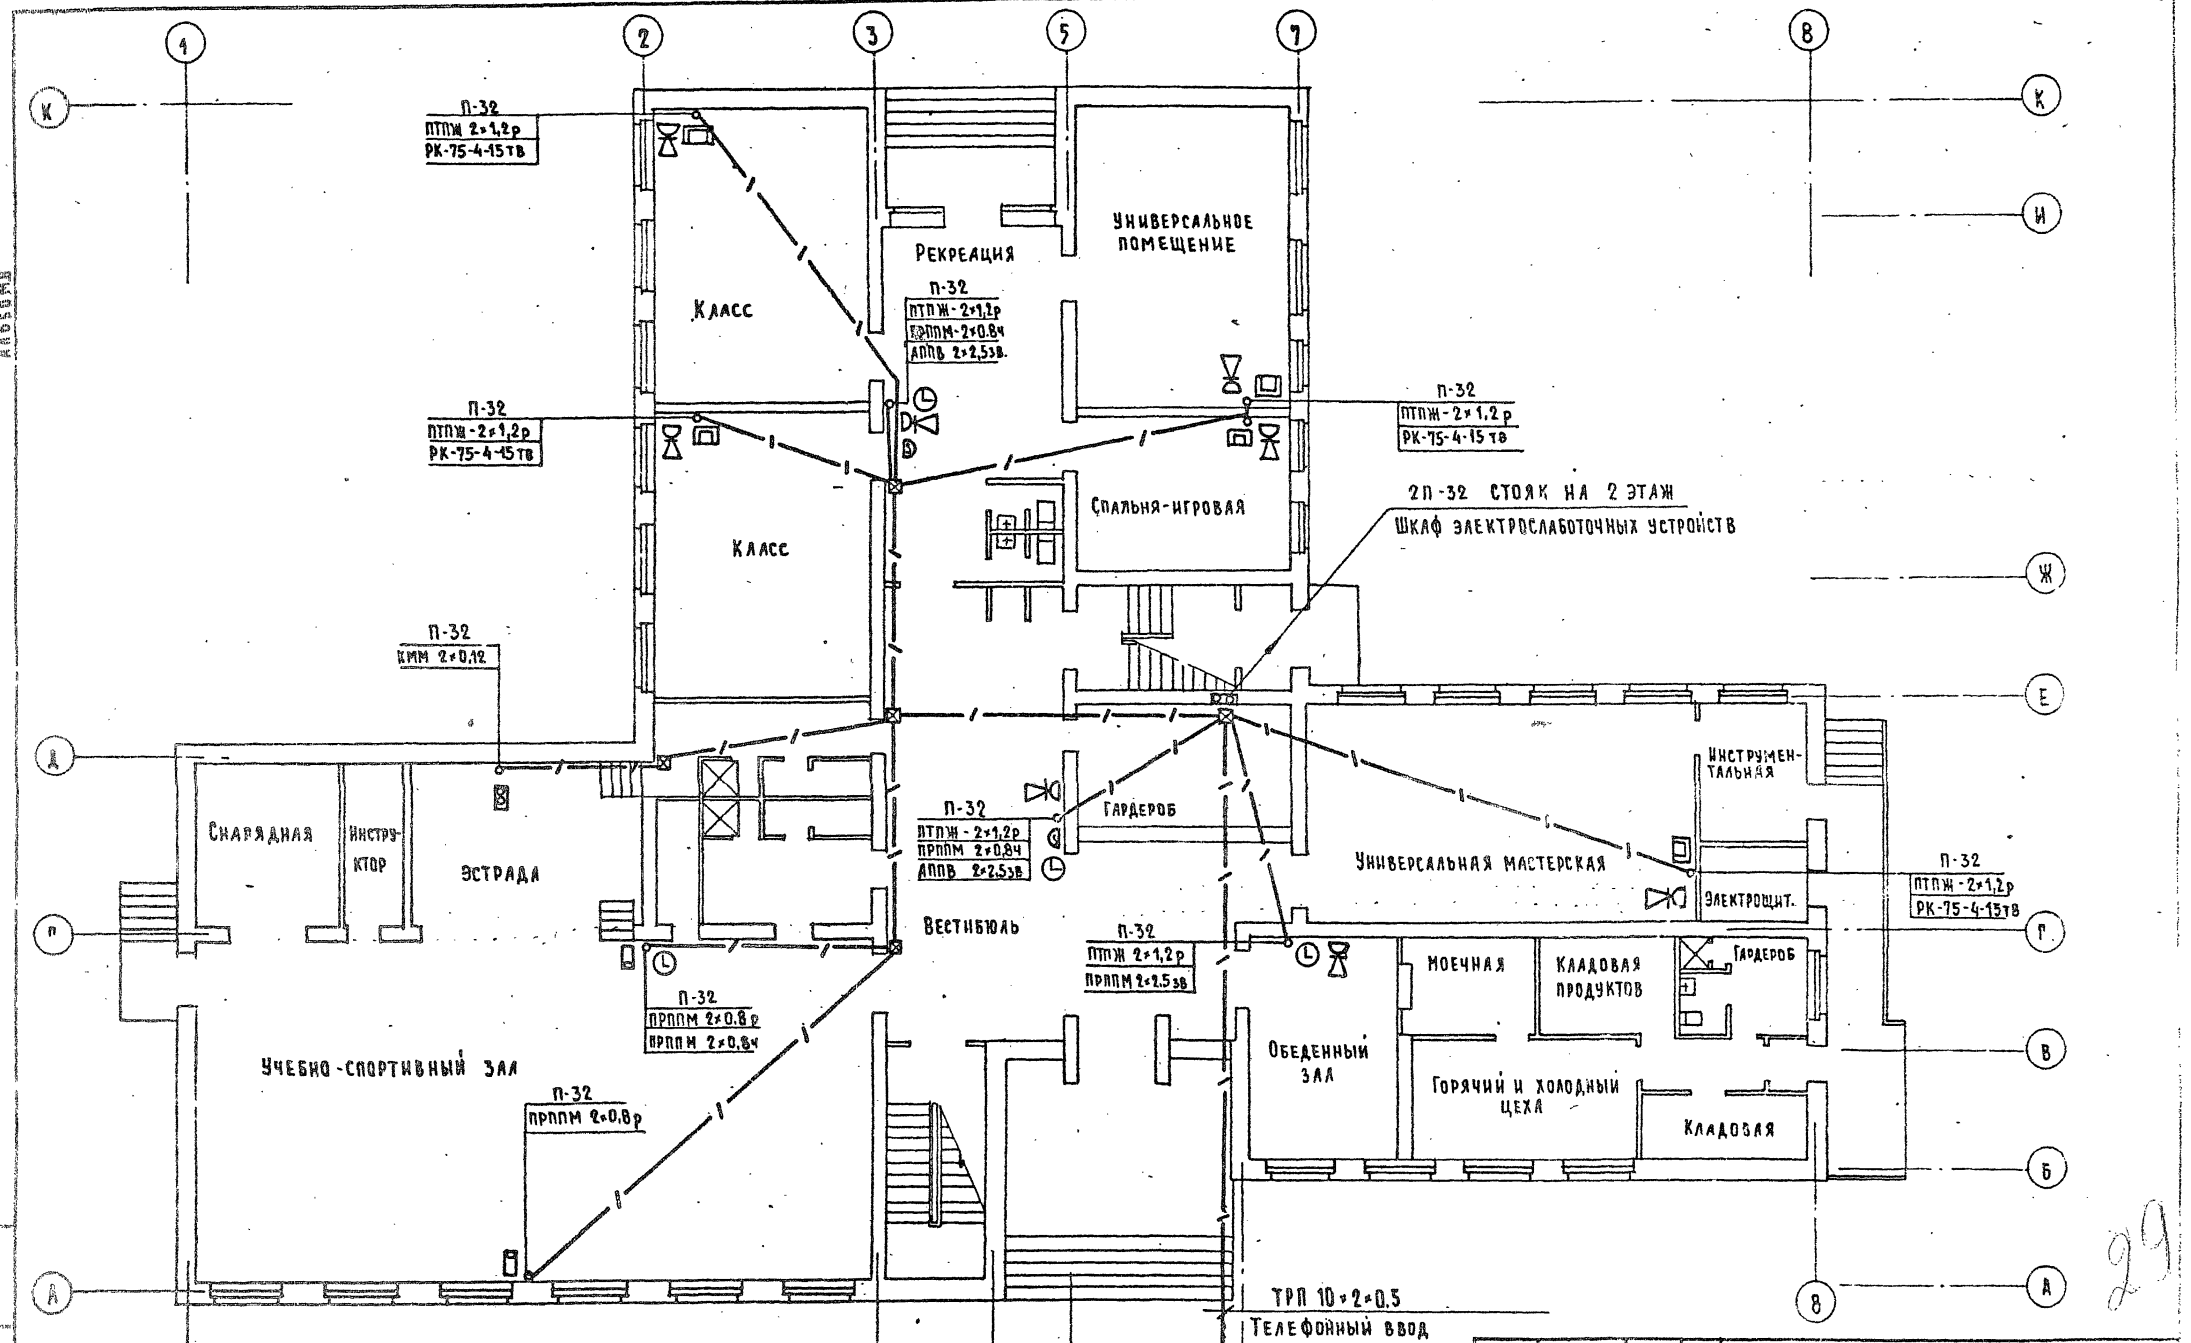 1
2
3
5
7
8
К
К
П-32
ПТПЖ 2×1,2р
РК-75-4-15тв
И
Универсальное
помещение
Рекреация
П-32
ПТПЖ-2×1,2р
ПРППМ-2×0.8ч
АППВ 2×2,5зв.
Класс
П-32
ПТПЖ-2×1,2р
РК-75-4-15тв
П-32
ПТПЖ-2×1,2р
РК-75-4-15тв
2П-32 стояк на 2 этаж
Шкаф электрослаботочных устройств
Спальня-игровая
Класс
Ж
П-32
КММ 2×0,12
Е
Д
Инструмен-
тальная
Снарядная
Инстру-
ктор
Эстрада
П-32
ПТПЖ-2×1,2р
ПРППМ 2×0,8ч
АППВ 2×2,5зв
Гардероб
Универсальная мастерская
П-32
ПТПЖ-2×1,2р
РК-75-4-15тв
Электрощит.
Г
Вестибюль
П-32
ПТПЖ 2×1,2р
ПРППМ 2×2.5зв
Моечная
Кладовая
продуктов
Гардероб
Г
П-32
ПРППМ 2×0.8р
ПРППМ 2×0,8ч
Учебно-спортивный зал
Обеденный
зал
В
Горячий и холодный
цеха
П-32
ПРППМ 2×0,8р
Кладовая
Б
А
ТРП 10×2×0.5
Телефонный ввод
8
А
29